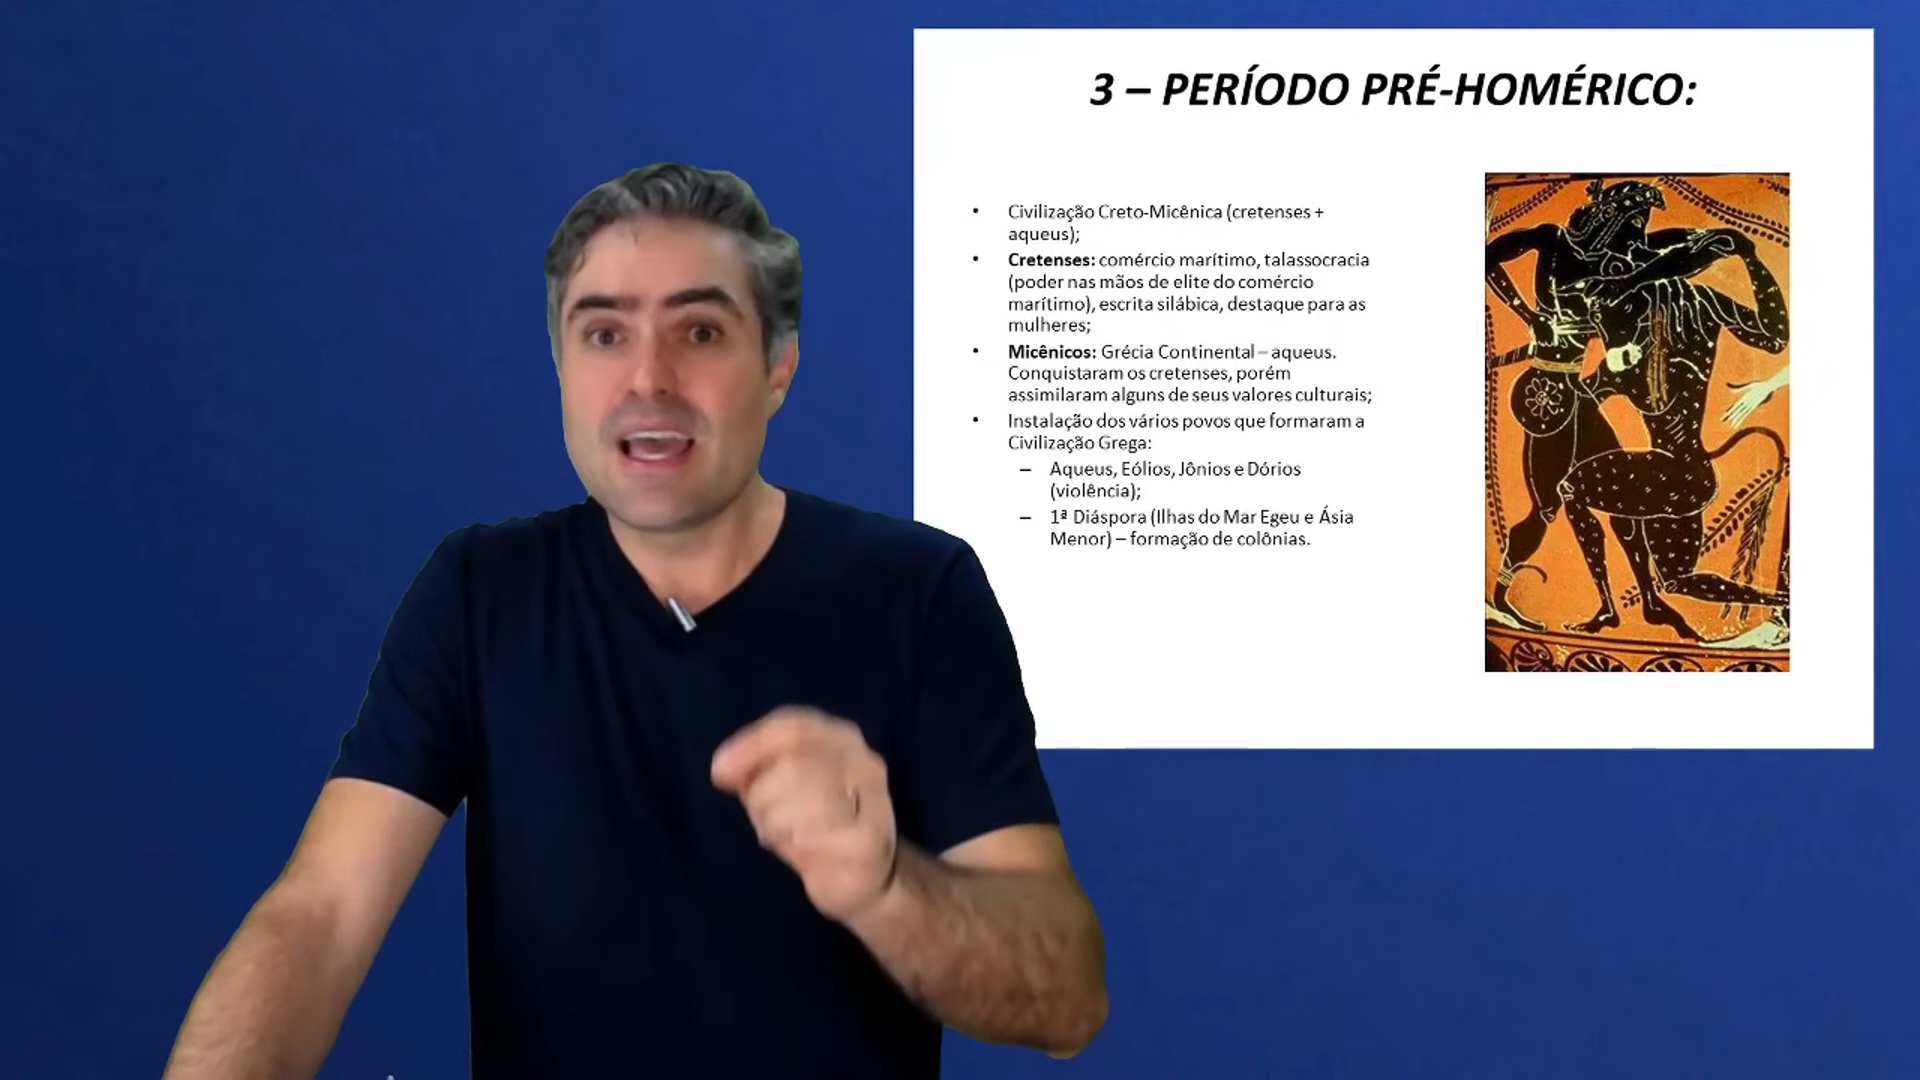 3 – PERÍODO PRÉ-HOMÉRICO:
• Civilização Creto-Micênica (cretenses +
aqueus);
• Cretenses: comércio marítimo, talassocracia
(poder nas mãos de elite do comércio
marítimo), escrita silábica, destaque para as
mulheres;
• Micênicos: Grécia Continental – aqueus.
Conquistaram os cretenses, porém
assimilaram alguns de seus valores culturais;
• Instalação dos vários povos que formaram a
Civilização Grega:
– Aqueus, Eólios, Jônios e Dórios
(violência);
– 1ª Diáspora (Ilhas do Mar Egeu e Ásia
Menor) – formação de colônias.